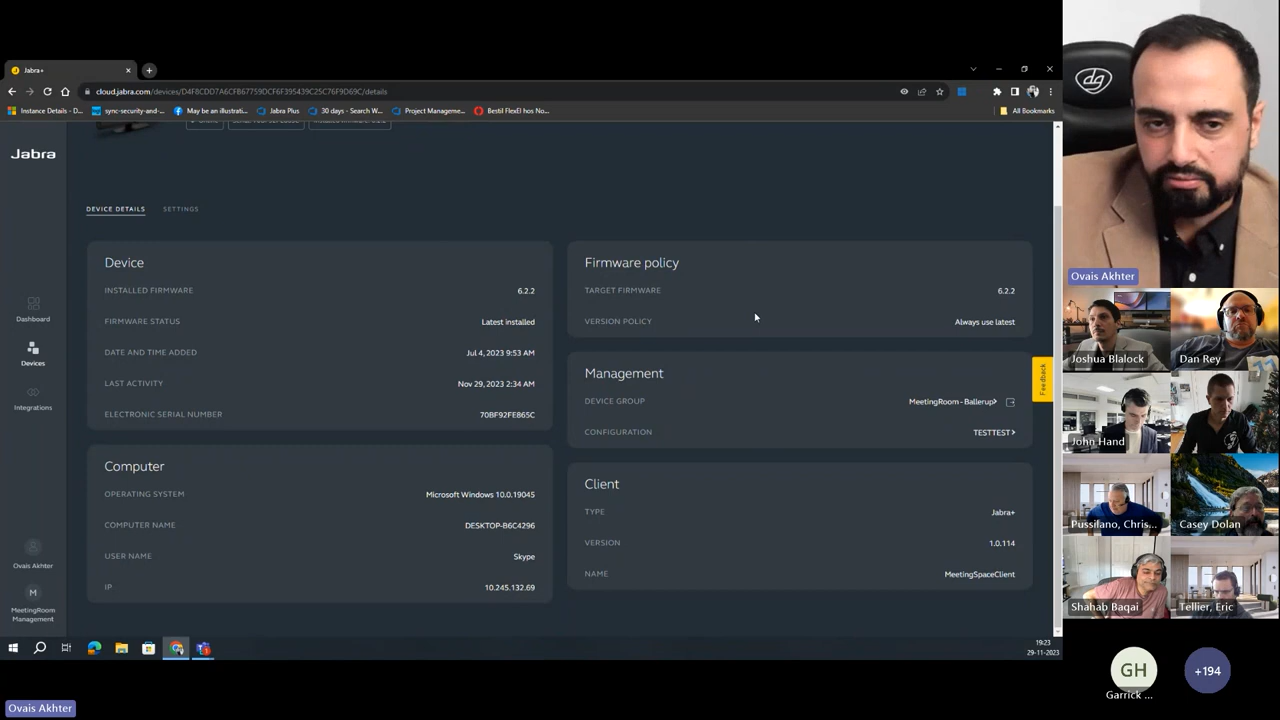 Jabra+
cloud.jabra.com/devices/D4F8CDD7A6CFB67759DCF6F395439C25C76F9D69C/details
Instance Details - D...
sync-security-and-...
May be an illustrati...
Jabra Plus
30 days - Search W...
Project Manageme...
Bestil FlexEl hos No...
All Bookmarks
Jabra
DEVICE DETAILS
SETTINGS
Device
INSTALLED FIRMWARE
6.2.2
FIRMWARE STATUS
Latest installed
DATE AND TIME ADDED
Jul 4, 2023 9:53 AM
LAST ACTIVITY
Nov 29, 2023 2:34 AM
ELECTRONIC SERIAL NUMBER
70BF92FE865C
Computer
OPERATING SYSTEM
Microsoft Windows 10.0.19045
COMPUTER NAME
DESKTOP-B6C4296
USER NAME
Skype
IP
10.245.132.69
Firmware policy
TARGET FIRMWARE
6.2.2
VERSION POLICY
Always use latest
Management
DEVICE GROUP
MeetingRoom - Ballerup>
CONFIGURATION
TESTTEST>
Client
TYPE
Jabra+
VERSION
1.0.114
NAME
MeetingSpaceClient
Dashboard
Devices
Integrations
Ovais Akhter
M
MeetingRoom
Management
Feedback
19:23
29-11-2023
dg
Ovais Akhter
Joshua Blalock
Dan Rey
John Hand
Pussilano, Chris...
Casey Dolan
Shahab Baqai
Tellier, Eric
GH
Garrick ...
+194
Ovais Akhter